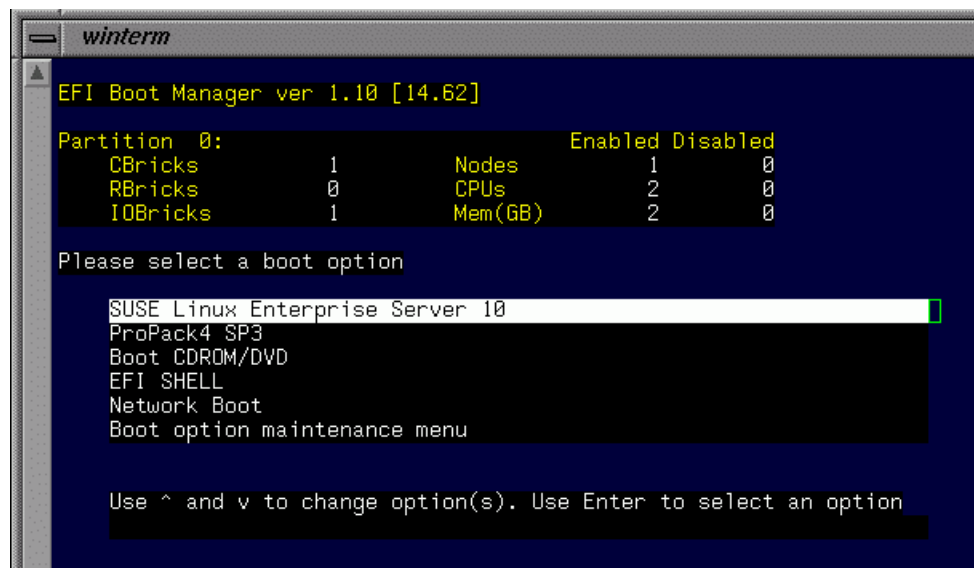 winterm
EFI Boot Manager ver 1.10 [14.62]
Partition 0: Enabled Disabled
CBricks 1 Nodes 1 0
RBricks 0 CPUs 2 0
IOBricks 1 Mem(GB) 2 0
Please select a boot option
SUSE Linux Enterprise Server 10
ProPack4 SP3
Boot CDROM/DVD
EFI SHELL
Network Boot
Boot option maintenance menu
Use ^ and v to change option(s). Use Enter to select an option